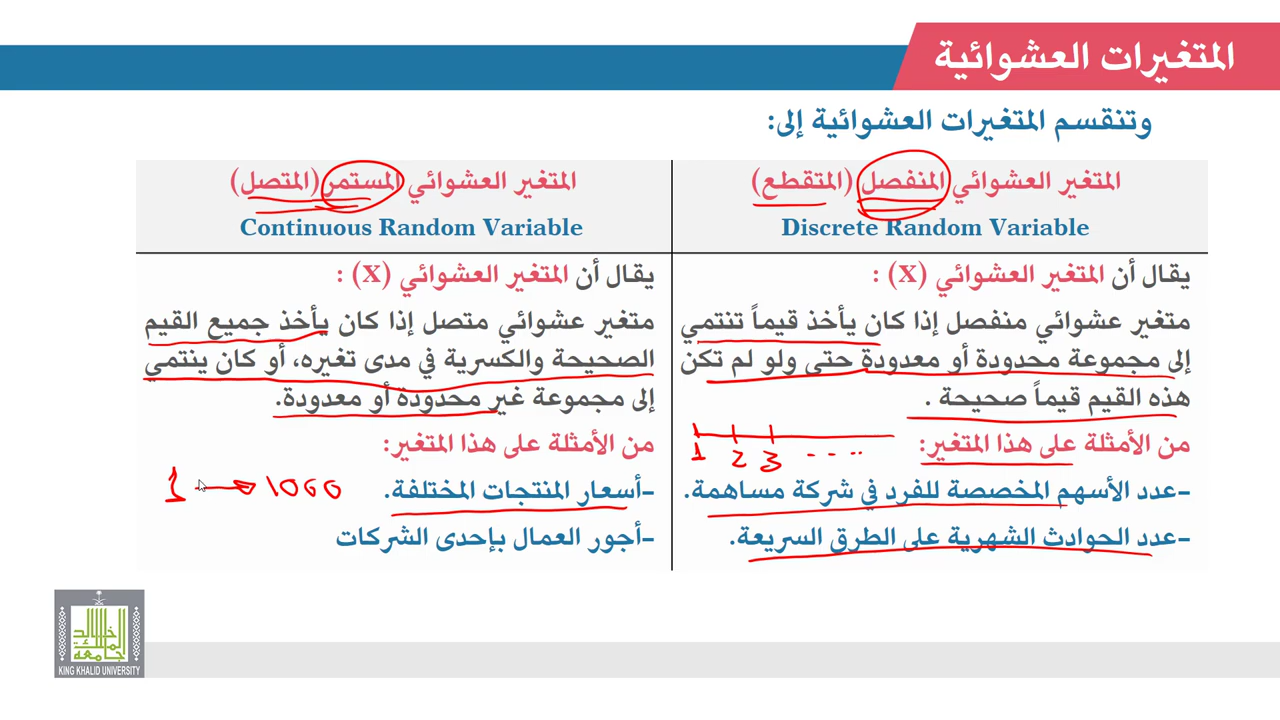 المتغيرات العشوائية
وتنقسم المتغيرات العشوائية إلى:
المتغير العشوائي المنفصل (المتقطع)
Discrete Random Variable
يقال أن المتغير العشوائي (X) :
متغير عشوائي منفصل إذا كان يأخذ قيماً تنتمي
إلى مجموعة محدودة أو معدودة حتى ولو لم تكن
هذه القيم قيماً صحيحة .
من الأمثلة على هذا المتغير:
1 2 3 ....
-عدد الأسهم المخصصة للفرد في شركة مساهمة.
-عدد الحوادث الشهرية على الطرق السريعة.
المتغير العشوائي المستمر (المتصل)
Continuous Random Variable
يقال أن المتغير العشوائي (X) :
متغير عشوائي متصل إذا كان يأخذ جميع القيم
الصحيحة والكسرية في مدى تغيره، أو كان ينتمي
إلى مجموعة غير محدودة أو معدودة.
من الأمثلة على هذا المتغير:
-أسعار المنتجات المختلفة.
1 → 1000
-أجور العمال بإحدى الشركات
جامعة الملك خالد
KING KHALID UNIVERSITY